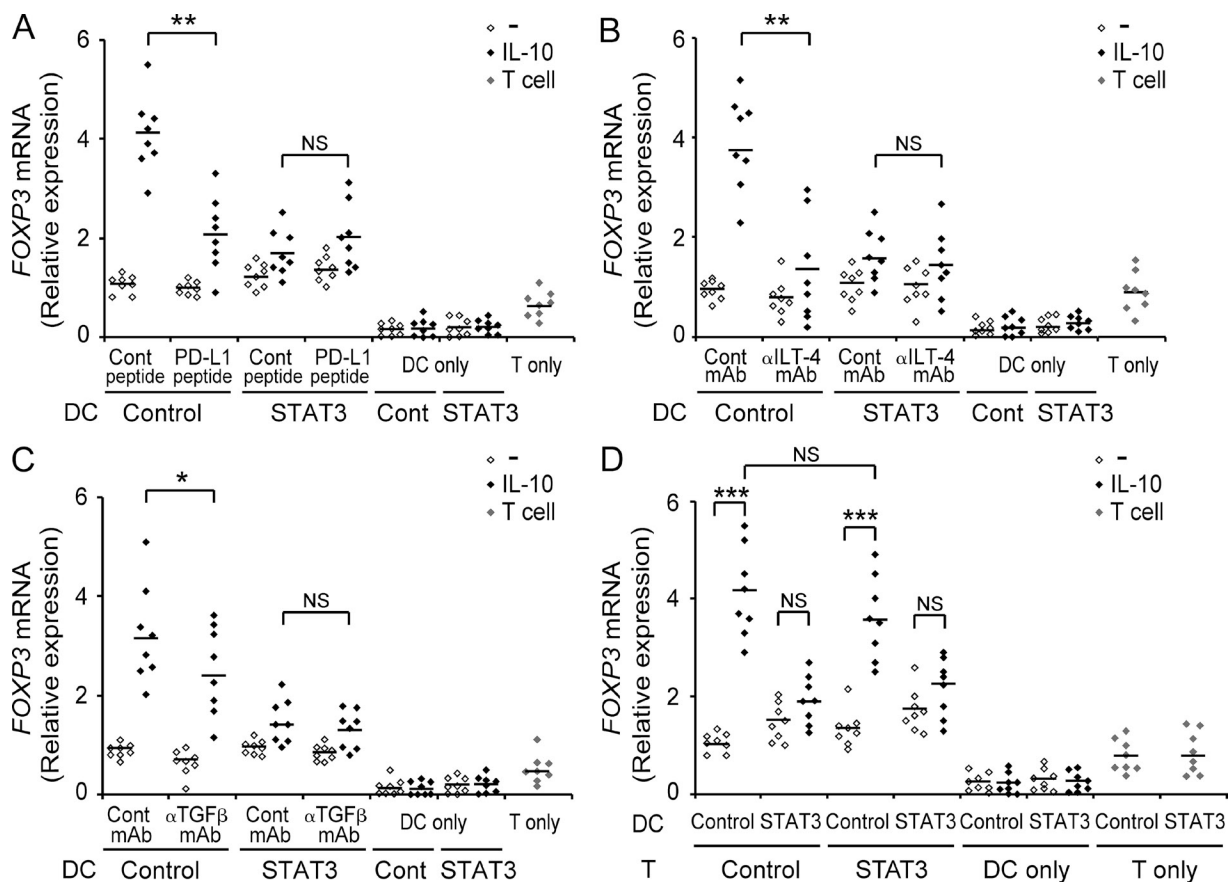 A
FOXP3 mRNA
(Relative expression)
6
4
2
0
**
NS
-
IL-10
T cell
Cont peptide PD-L1 peptide Cont peptide PD-L1 peptide DC only T only
DC Control STAT3 Cont STAT3
B
FOXP3 mRNA
(Relative expression)
6
4
2
0
**
NS
-
IL-10
T cell
Cont mAb αILT-4 mAb Cont mAb αILT-4 mAb DC only T only
DC Control STAT3 Cont STAT3
C
FOXP3 mRNA
(Relative expression)
6
4
2
0
*
NS
-
IL-10
T cell
Cont mAb αTGFβ mAb Cont mAb αTGFβ mAb DC only T only
DC Control STAT3 Cont STAT3
D
FOXP3 mRNA
(Relative expression)
6
4
2
0
NS
*** ***
NS NS
-
IL-10
T cell
DC Control STAT3 Control STAT3 Control STAT3 Control STAT3
T Control STAT3 DC only T only